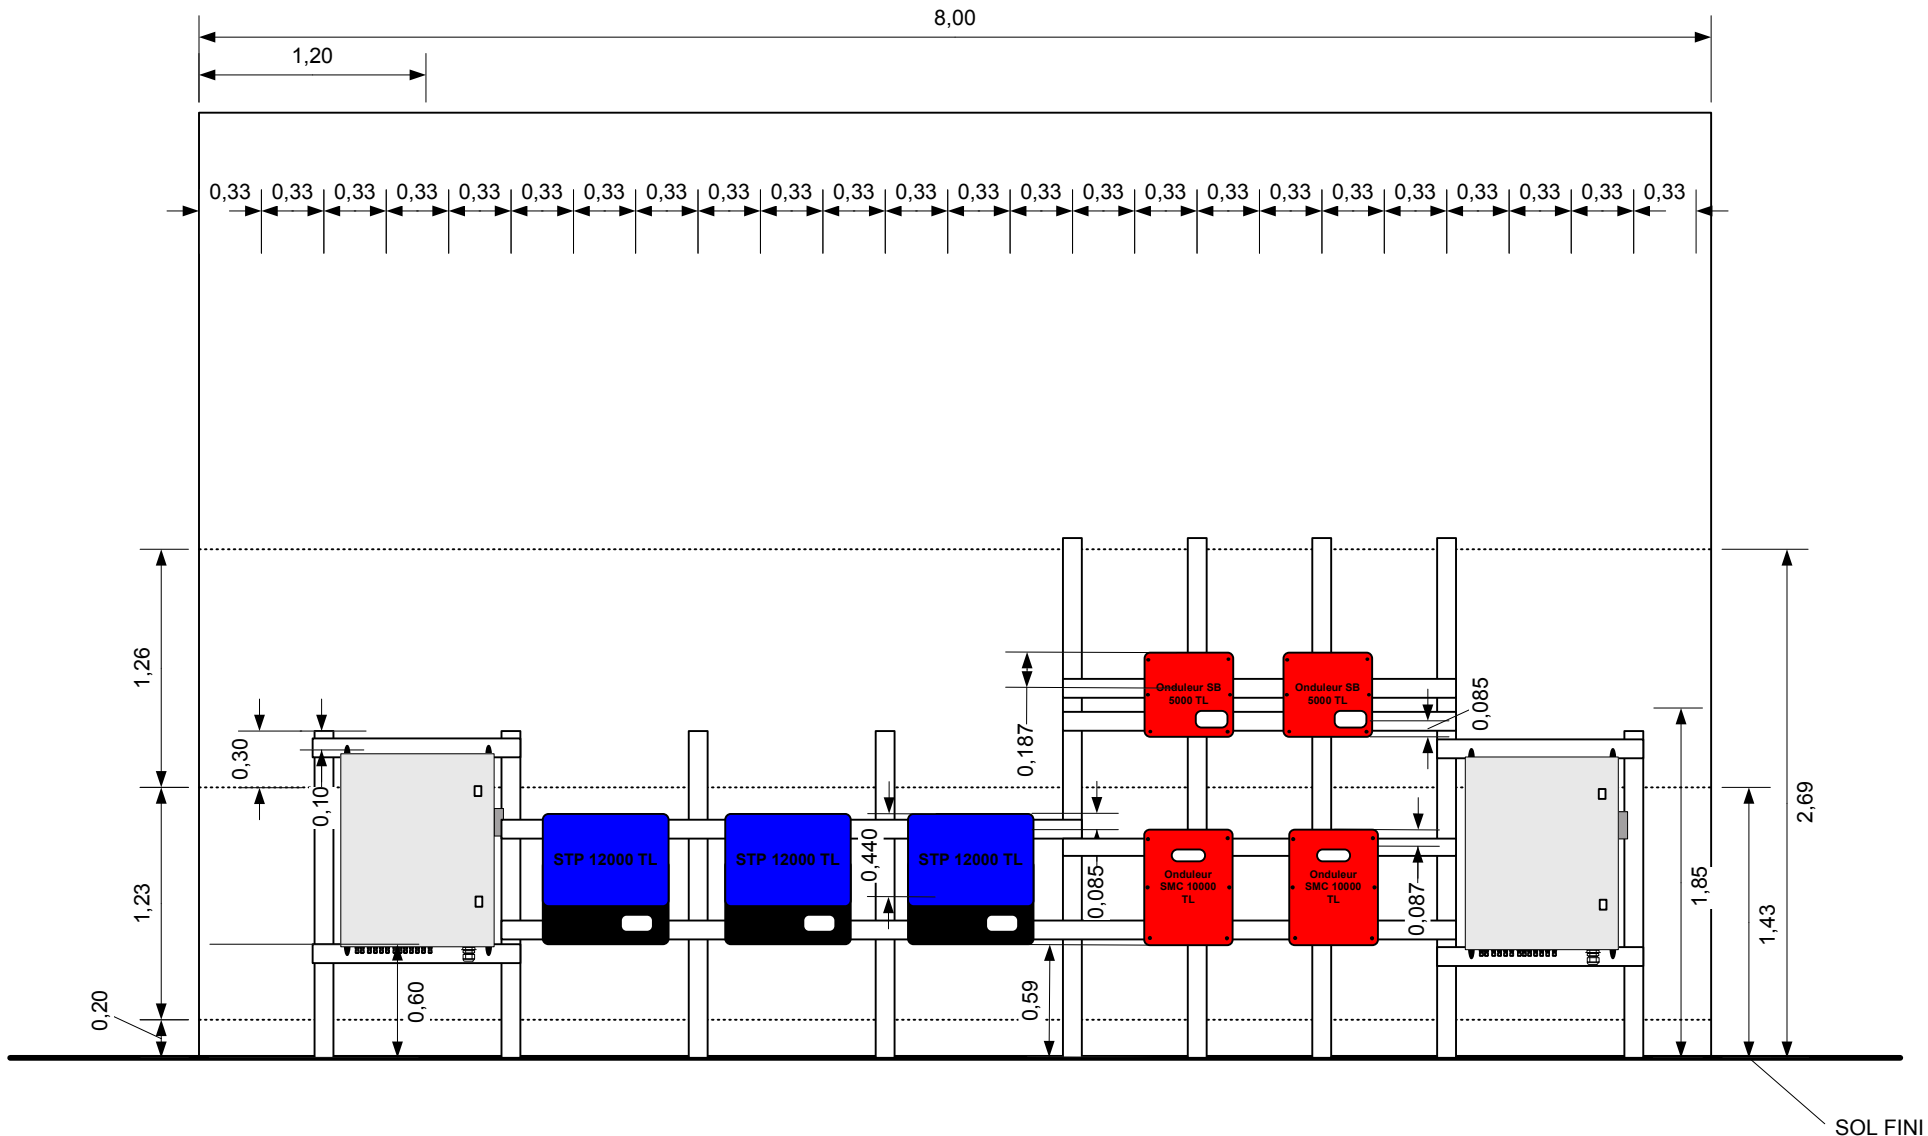 8,00
1,20
0,33 0,33 0,33 0,33 0,33 0,33 0,33 0,33 0,33 0,33 0,33 0,33 0,33 0,33 0,33 0,33 0,33 0,33 0,33 0,33 0,33 0,33 0,33 0,33
1,26
0,30
0,10
1,23
0,20
0,60
STP 12000 TL
STP 12000 TL
STP 12000 TL
0,440
0,59
0,187
0,085
Onduleur SB
5000 TL
Onduleur SB
5000 TL
0,085
Onduleur
SMC 10000
TL
Onduleur
SMC 10000
TL
0,087
1,85
1,43
2,69
SOL FINI